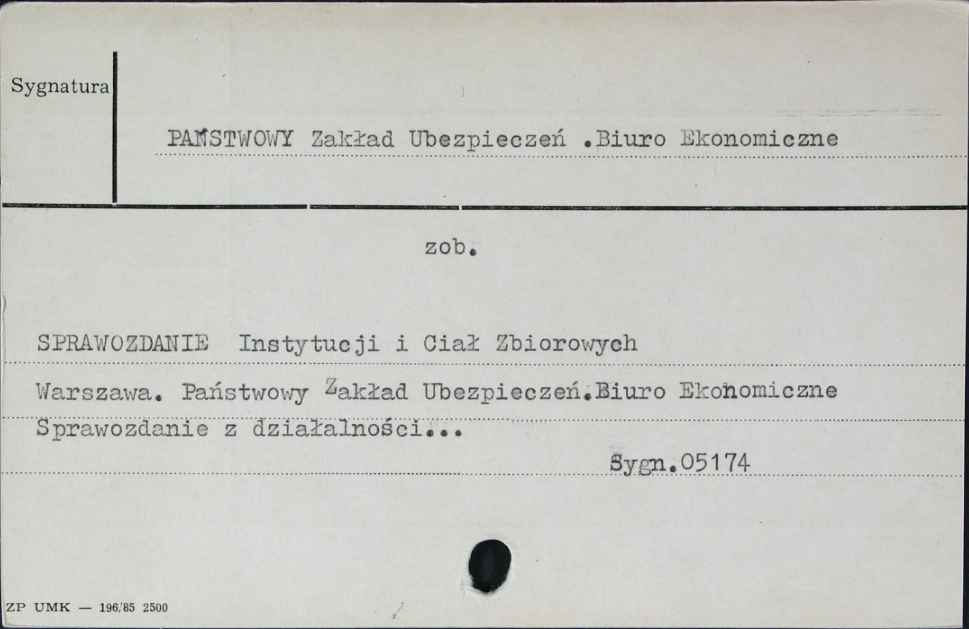 Sygnatura
PAŃSTWOWY Zakład Ubezpieczeń .Biuro Ekonomiczne
zob.
SPRAWOZDANIE Instytucji i Ciał Zbiorowych
Warszawa. Państwowy Zakład Ubezpieczeń.Biuro Ekonomiczne
Sprawozdanie z działalności...
Sygn.05174
ZP UMK — 196/85 2500